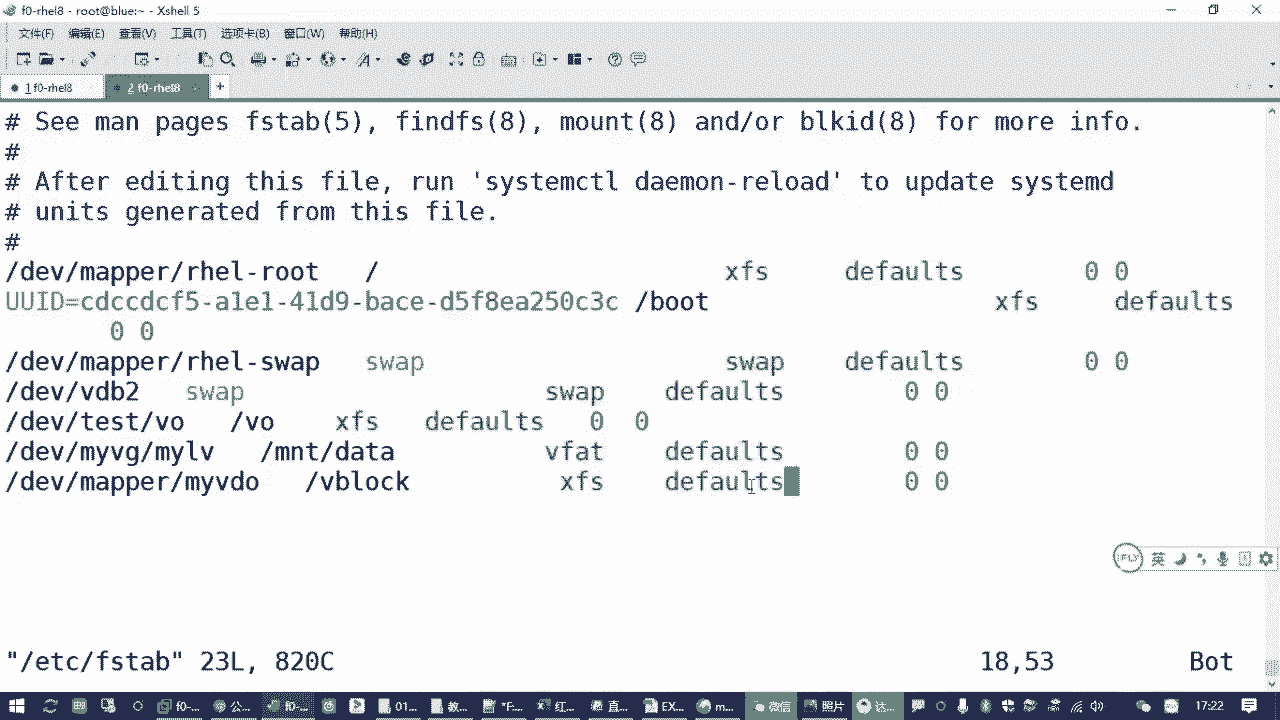 f0-rhel8 - root@blue:~ - Xshell 5
文件(F) 编辑(E) 查看(V) 工具(T) 选项卡(B) 窗口(W) 帮助(H)
1 f0-rhel8 2 f0-rhel8 +
# See man pages fstab(5), findfs(8), mount(8) and/or blkid(8) for more info.
#
# After editing this file, run 'systemctl daemon-reload' to update systemd
# units generated from this file.
#
/dev/mapper/rhel-root / xfs defaults 0 0
UUID=cdccdcf5-a1e1-41d9-bace-d5f8ea250c3c /boot xfs defaults
0 0
/dev/mapper/rhel-swap swap swap defaults 0 0
/dev/vdb2 swap swap defaults 0 0
/dev/test/vo /vo xfs defaults 0 0
/dev/myvg/mylv /mnt/data vfat defaults 0 0
/dev/mapper/myvdo /vblock xfs defaults 0 0
iFLY 英
"/etc/fstab" 23L, 820C 18,53 Bot
f0-... 公... f0-... 01... 教... "F... 红... 直... EX... m... 微信 照片 达... 17:22